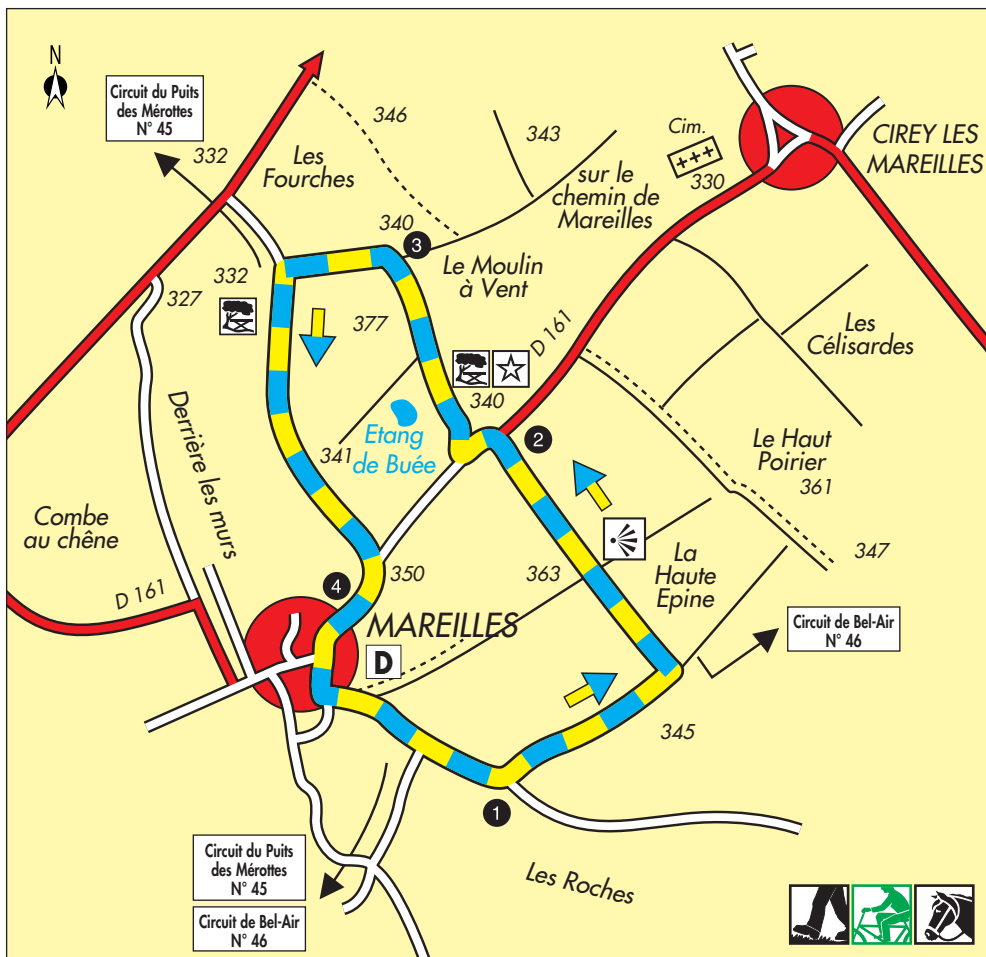 N
Circuit du Puits
des Mérottes
N° 45
332
346
Les
Fourches
343
Cim.
330
CIREY LES
MAREILLES
sur le
chemin de
Mareilles
340
3
Le Moulin
à Vent
332
327
377
D 161
Les
Célisardes
340
2
Etang
de Buée
341
Derrière les murs
Le Haut
Poirier
361
Combe
au chêne
347
D 161
4
350
363
La
Haute
Epine
MAREILLES
D
Circuit de Bel-Air
N° 46
345
1
Circuit du Puits
des Mérottes
N° 45
Circuit de Bel-Air
N° 46
Les Roches